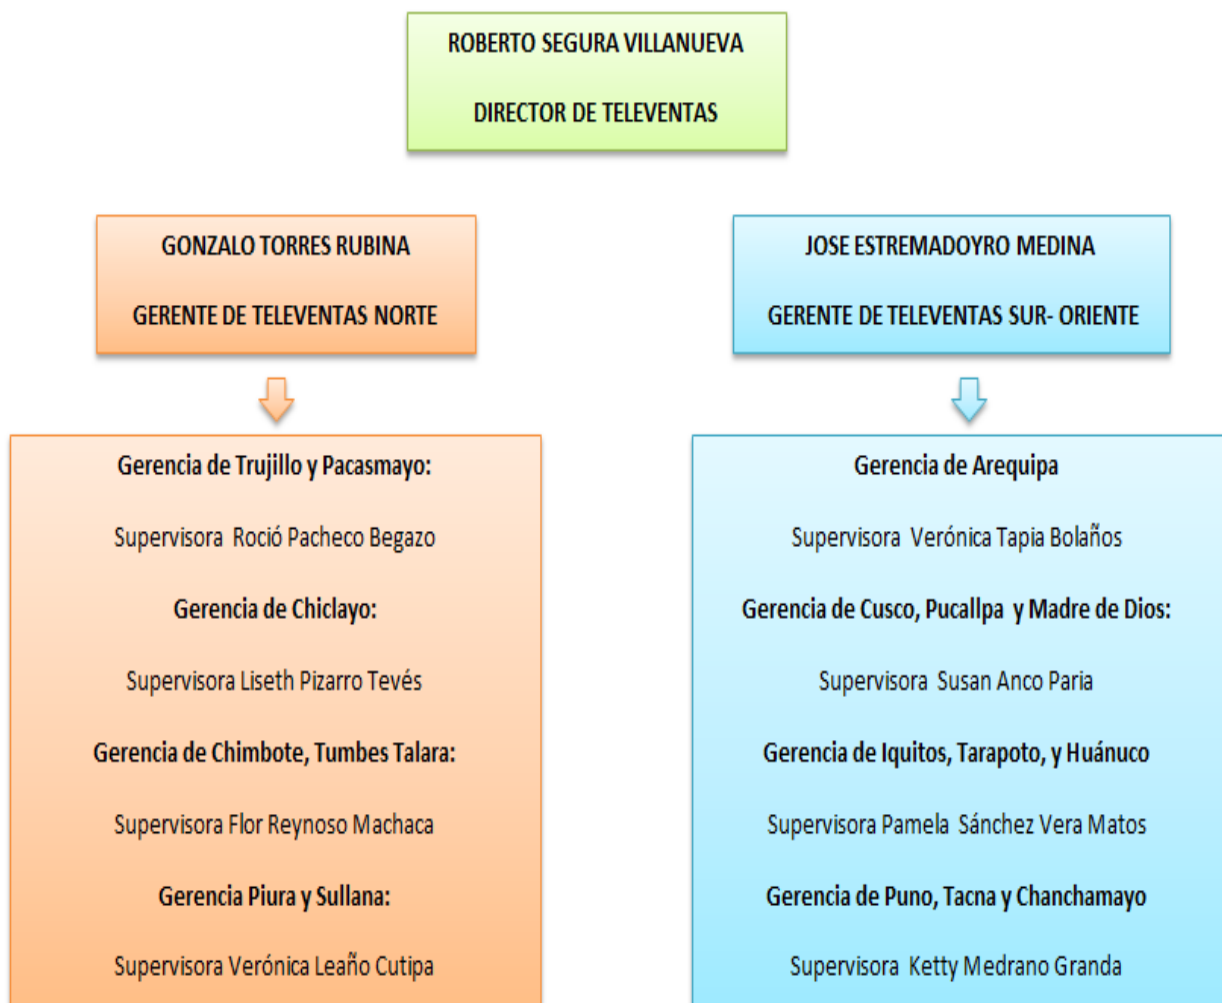 ROBERTO SEGURA VILLANUEVA
DIRECTOR DE TELEVENTAS
GONZALO TORRES RUBINA
GERENTE DE TELEVENTAS NORTE
JOSE ESTREMADOYRO MEDINA
GERENTE DE TELEVENTAS SUR- ORIENTE
Gerencia de Trujillo y Pacasmayo:
Supervisora Roció Pacheco Begazo
Gerencia de Chiclayo:
Supervisora Liseth Pizarro Tevés
Gerencia de Chimbote, Tumbes Talara:
Supervisora Flor Reynoso Machaca
Gerencia Piura y Sullana:
Supervisora Verónica Leaño Cutipa
Gerencia de Arequipa
Supervisora Verónica Tapia Bolaños
Gerencia de Cusco, Pucallpa y Madre de Dios:
Supervisora Susan Anco Paria
Gerencia de Iquitos, Tarapoto, y Huánuco
Supervisora Pamela Sánchez Vera Matos
Gerencia de Puno, Tacna y Chanchamayo
Supervisora Ketty Medrano Granda